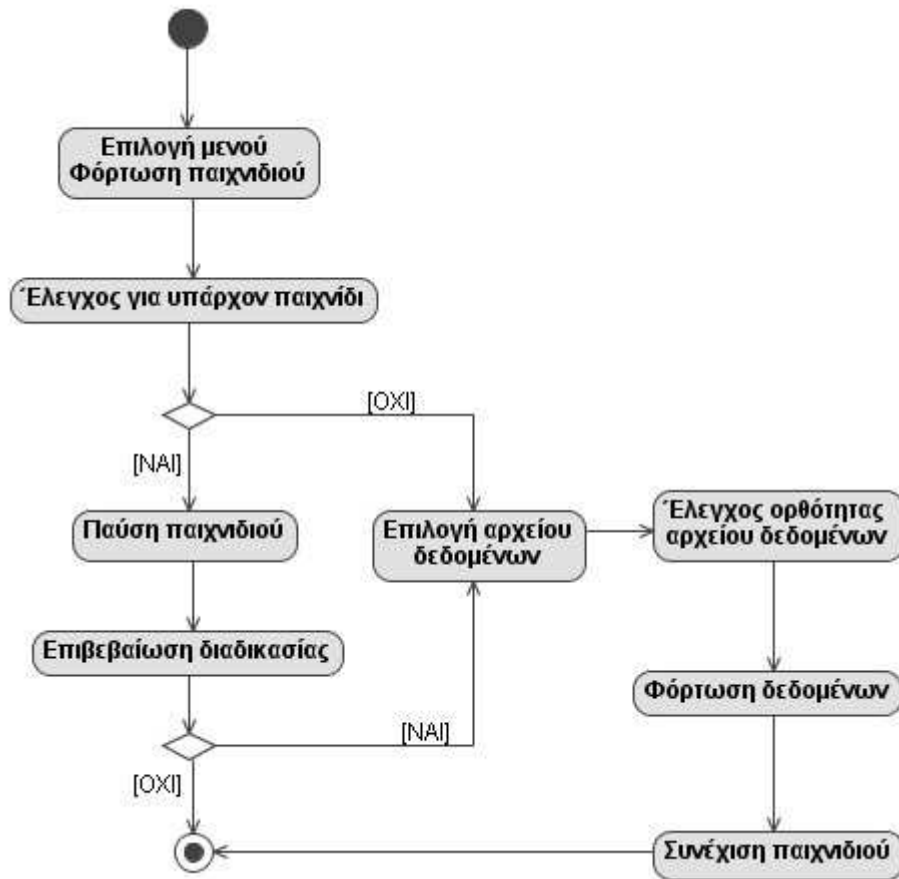 Επιλογή μενού
Φόρτωση παιχνιδιού
Έλεγχος για υπάρχον παιχνίδι
[ΟΧΙ]
[ΝΑΙ]
Παύση παιχνιδιού
Επιλογή αρχείου
δεδομένων
Έλεγχος ορθότητας
αρχείου δεδομένων
Επιβεβαίωση διαδικασίας
Φόρτωση δεδομένων
[ΝΑΙ]
[ΟΧΙ]
Συνέχιση παιχνιδιού